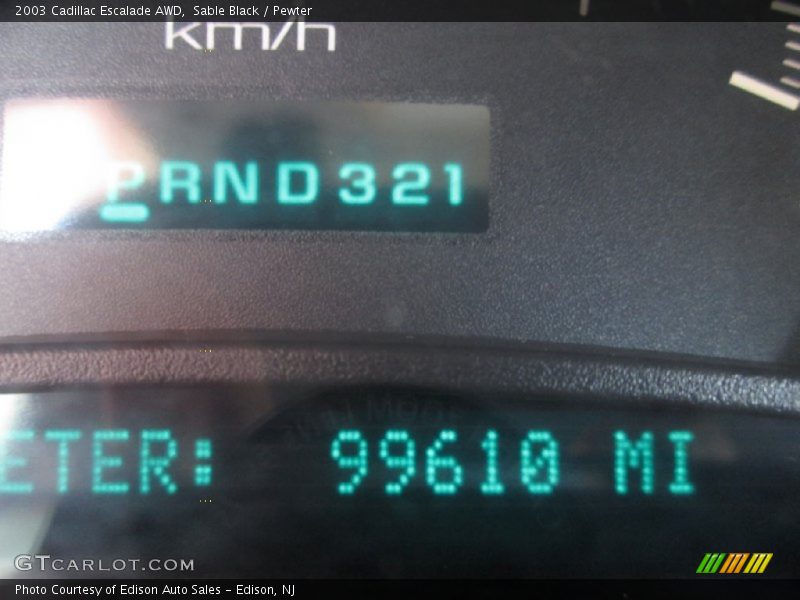 2003 Cadillac Escalade AWD, Sable Black / Pewter
km/h
PRND321
ETER: 99610 MI
GTCARLOT.COM
Photo Courtesy of Edison Auto Sales - Edison, NJ